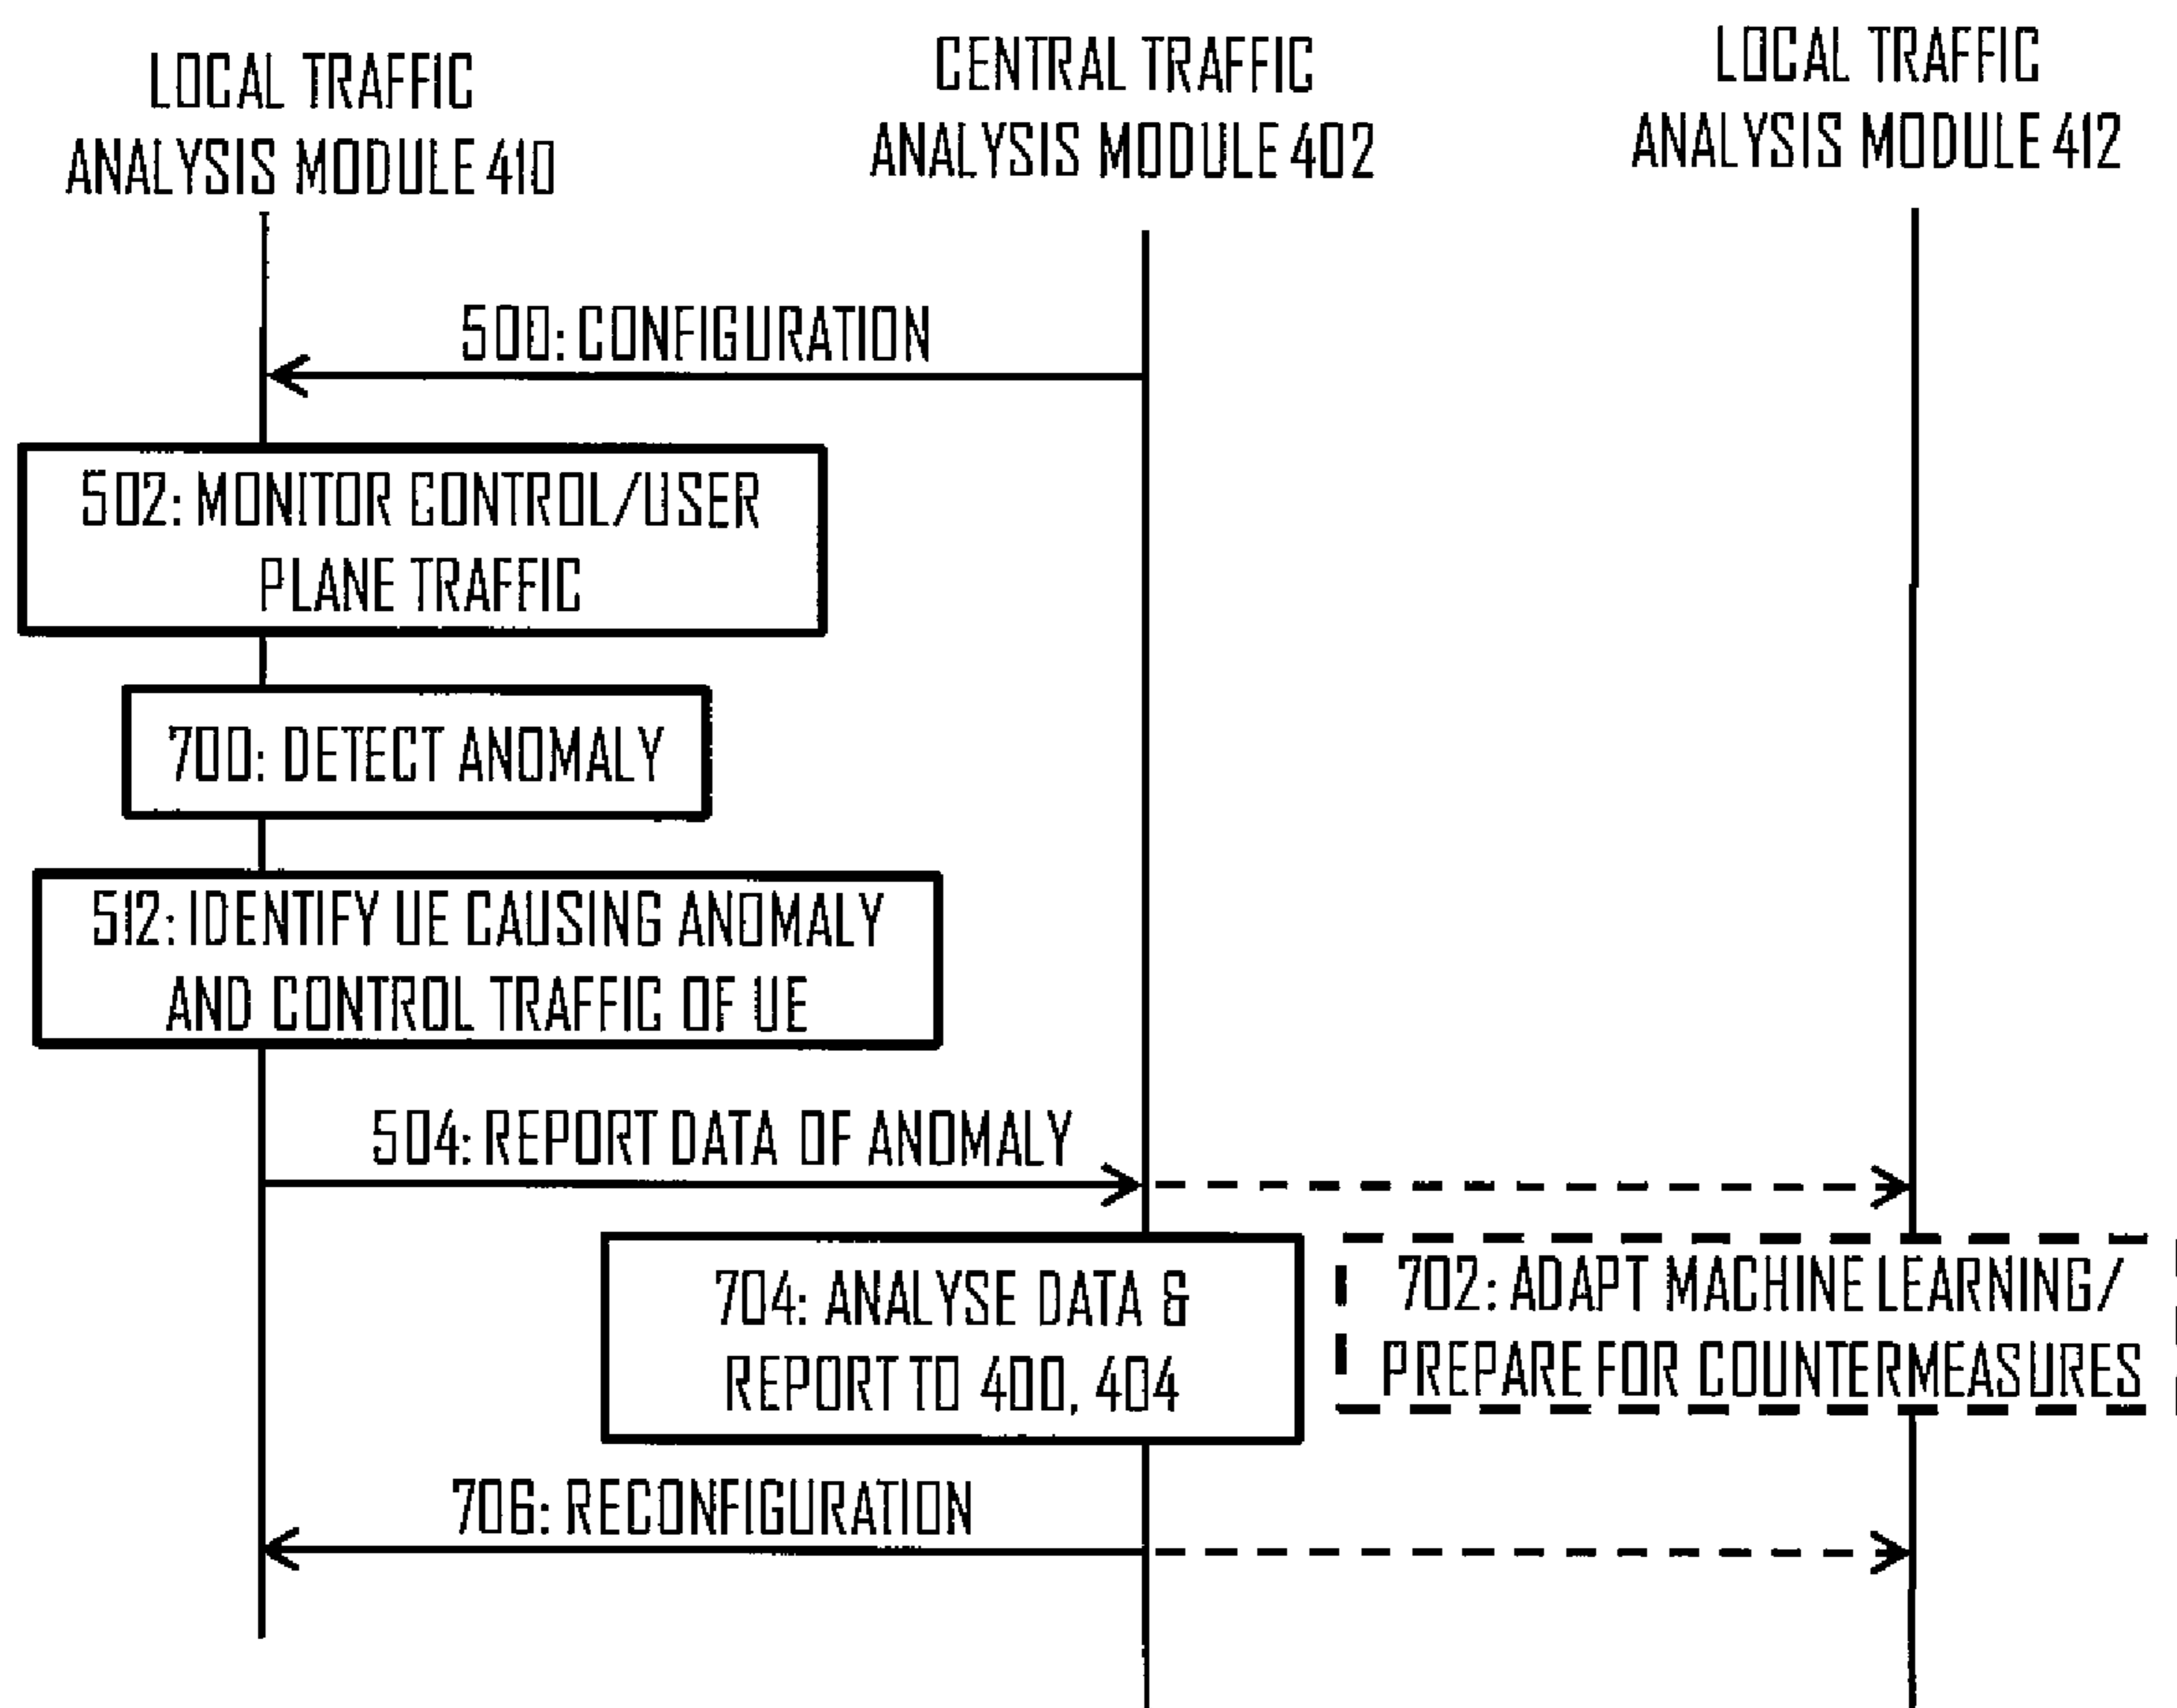 LOCAL TRAFFIC
ANALYSIS MODULE 410
CENTRAL TRAFFIC
ANALYSIS MODULE 402
LOCAL TRAFFIC
ANALYSIS MODULE 412
500: CONFIGURATION
502: MONITOR CONTROL/USER
PLANE TRAFFIC
700: DETECT ANOMALY
512: IDENTIFY UE CAUSING ANOMALY
AND CONTROL TRAFFIC OF UE
504: REPORT DATA OF ANOMALY
704: ANALYSE DATA &
REPORT TO 400, 404
702: ADAPT MACHINE LEARNING/
PREPARE FOR COUNTERMEASURES
706: RECONFIGURATION